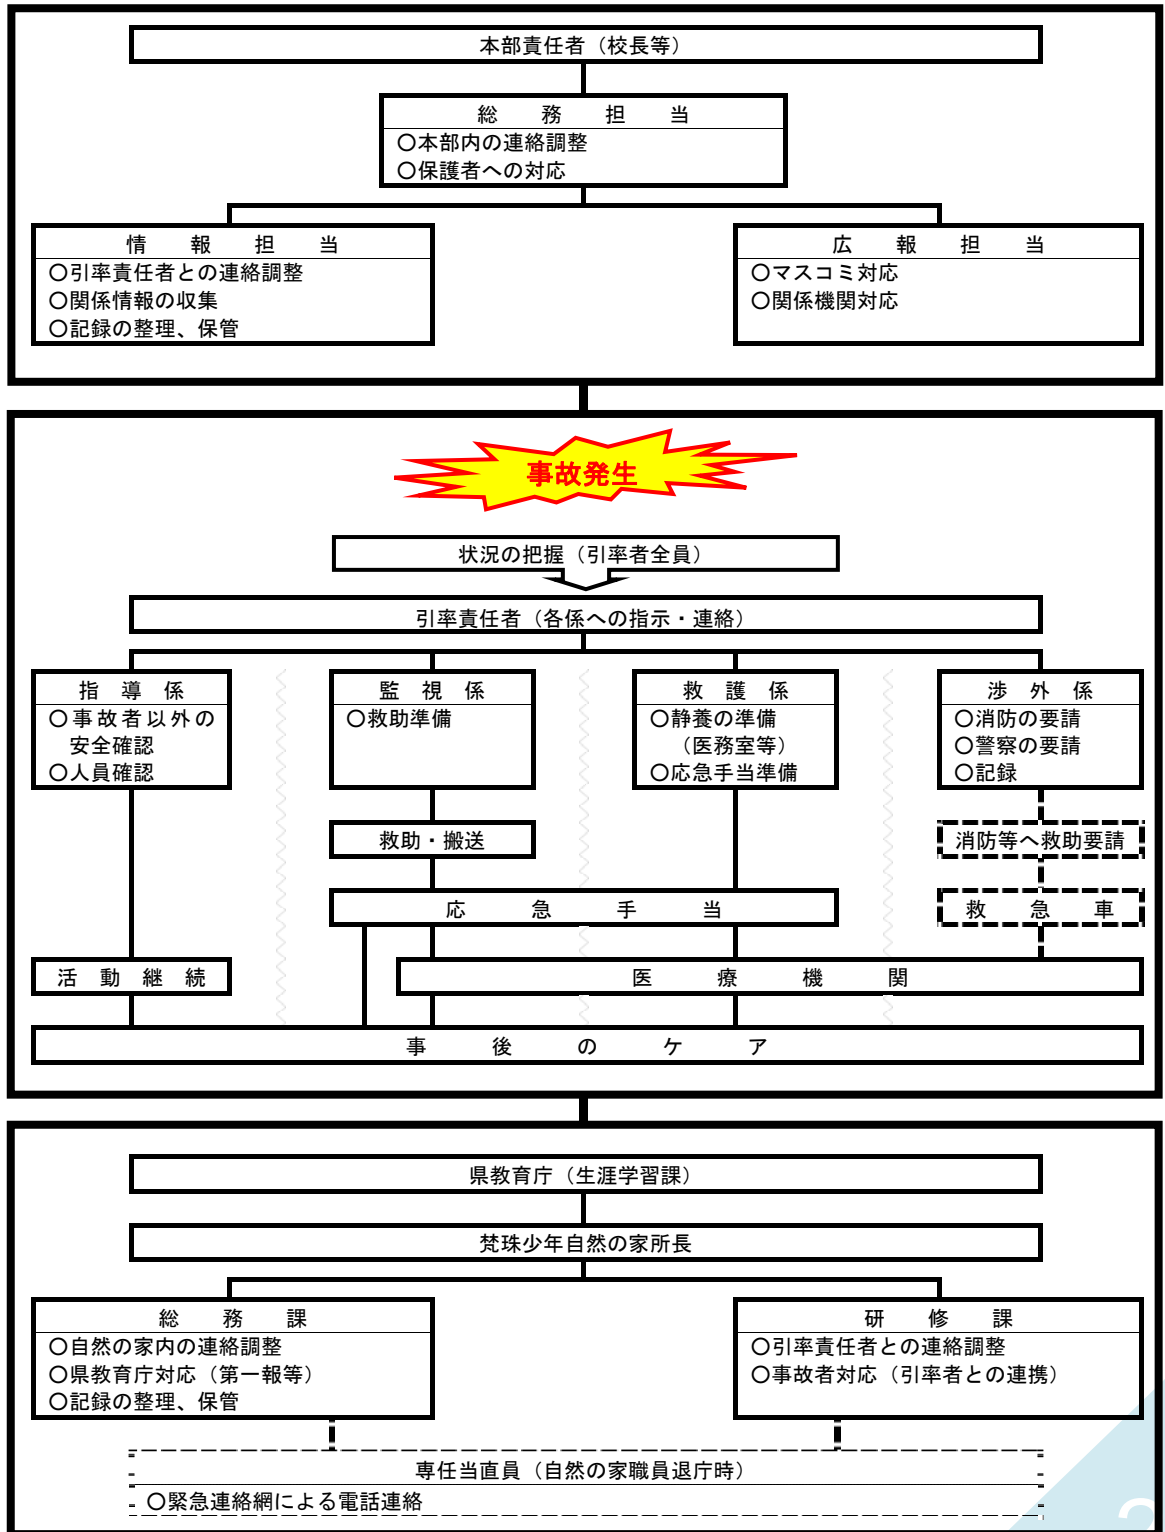 本部責任者（校長等）
総務担当
○本部内の連絡調整
○保護者への対応
情報担当
○引率責任者との連絡調整
○関係情報の収集
○記録の整理、保管
広報担当
○マスコミ対応
○関係機関対応
事故発生
状況の把握（引率者全員）
引率責任者（各係への指示・連絡）
指導係
○事故者以外の
安全確認
○人員確認
監視係
○救助準備
救護係
○静養の準備
（医務室等）
○応急手当準備
渉外係
○消防の要請
○警察の要請
○記録
救助・搬送
消防等へ救助要請
応急手当
救急車
活動継続
医療機関
事後のケア
県教育庁（生涯学習課）
梵珠少年自然の家所長
総務課
○自然の家内の連絡調整
○県教育庁対応（第一報等）
○記録の整理、保管
研修課
○引率責任者との連絡調整
○事故者対応（引率者との連携）
専任当直員（自然の家職員退庁時）
○緊急連絡網による電話連絡